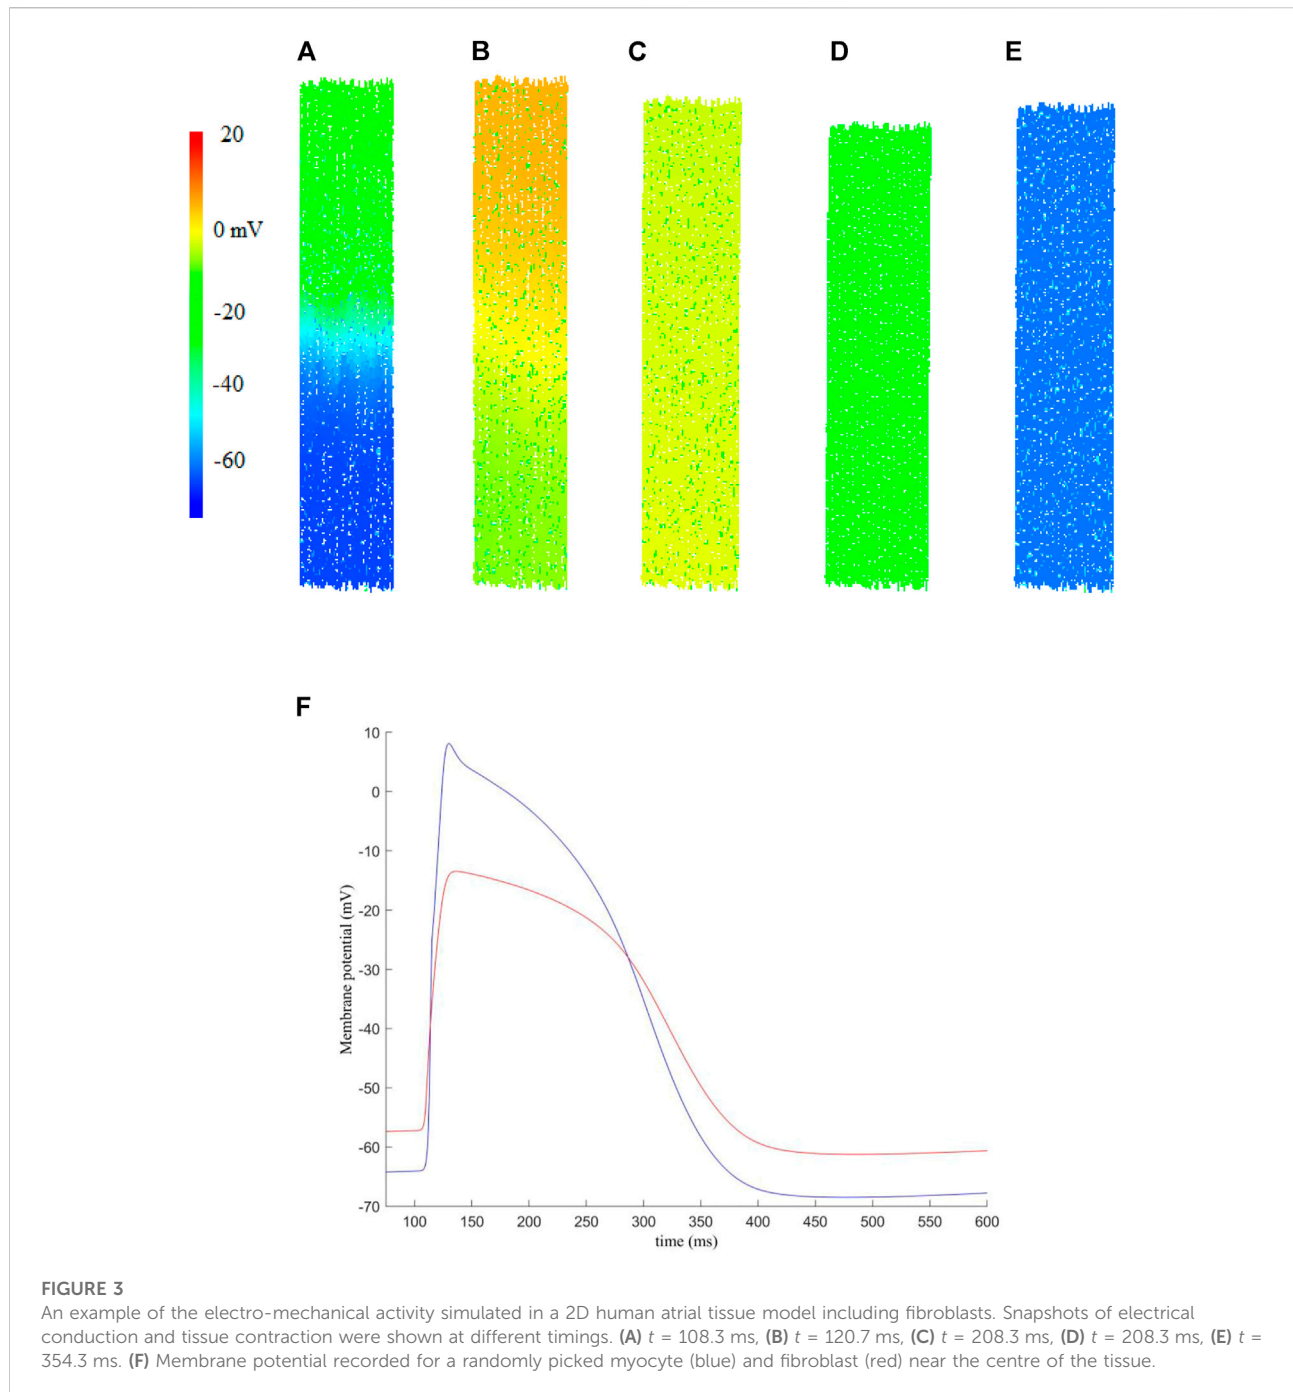 A B C D E
20
0 mV
-20
-40
-60
F
10
0
-10
-20
-30
-40
-50
-60
-70
Membrane potential (mV)
100 150 200 250 300 350 400 450 500 550 600
time (ms)
FIGURE 3
An example of the electro-mechanical activity simulated in a 2D human atrial tissue model including fibroblasts. Snapshots of electrical
conduction and tissue contraction were shown at different timings. (A) t = 108.3 ms, (B) t = 120.7 ms, (C) t = 208.3 ms, (D) t = 208.3 ms, (E) t =
354.3 ms. (F) Membrane potential recorded for a randomly picked myocyte (blue) and fibroblast (red) near the centre of the tissue.